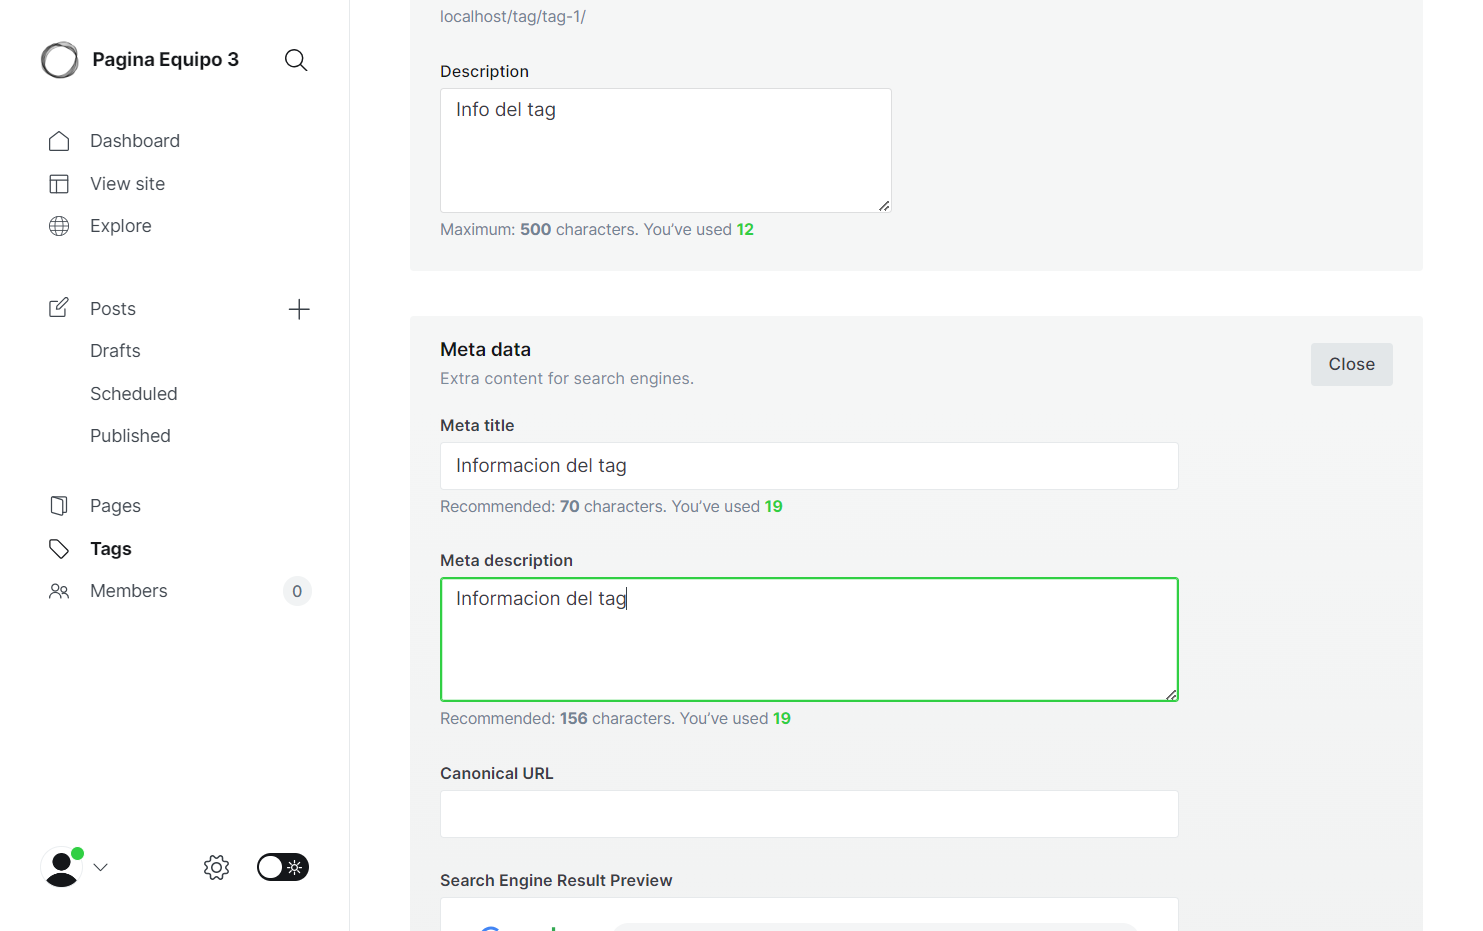 Pagina Equipo 3
Dashboard
View site
Explore
Posts
Drafts
Scheduled
Published
Pages
Tags
Members
0
localhost/tag/tag-1/
Description
Info del tag
Maximum: 500 characters. You’ve used 12
Meta data
Extra content for search engines.
Close
Meta title
Informacion del tag
Recommended: 70 characters. You’ve used 19
Meta description
Informacion del tag
Recommended: 156 characters. You’ve used 19
Canonical URL
Search Engine Result Preview